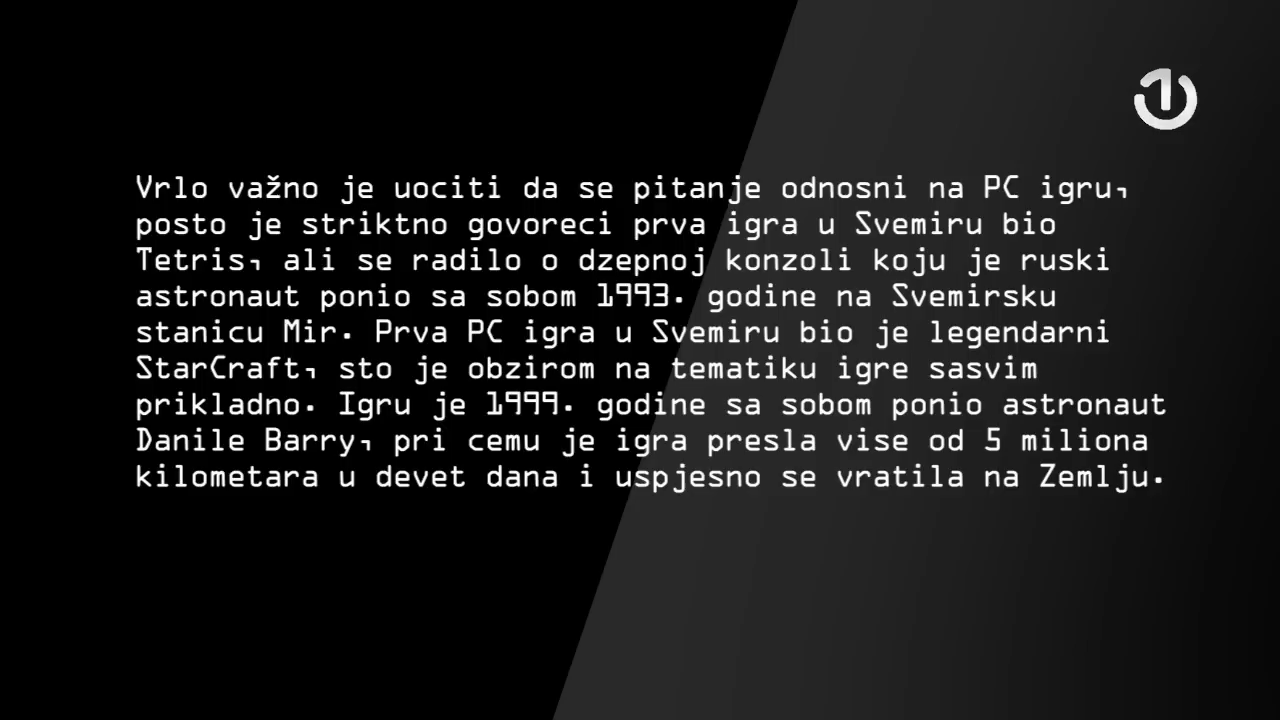 Vrlo važno je uociti da se pitanje odnosni na PC igru,
posto je striktno govoreci prva igra u Svemiru bio
Tetris, ali se radilo o dzepnoj konzoli koju je ruski
astronaut ponio sa sobom 1993. godine na Svemirsku
stanicu Mir. Prva PC igra u Svemiru bio je legendarni
StarCraft, sto je obzirom na tematiku igre sasvim
prikladno. Igru je 1999. godine sa sobom ponio astronaut
Danile Barry, pri cemu je igra presla vise od 5 miliona
kilometara u devet dana i uspjesno se vratila na Zemlju.